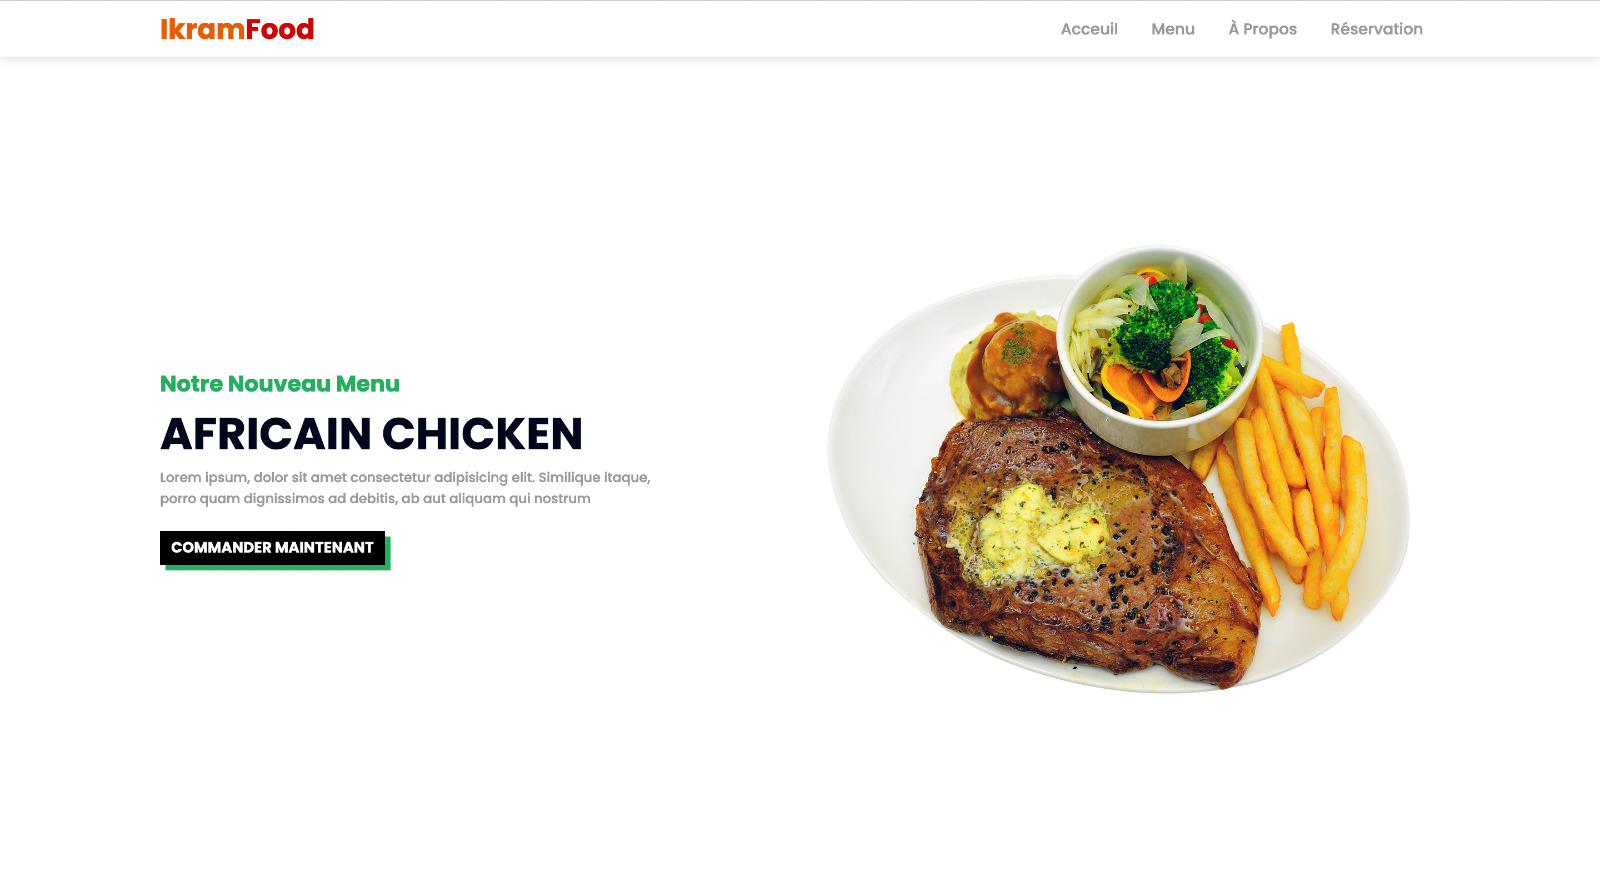 IkramFood
Acceuil Menu À Propos Réservation
Notre Nouveau Menu
AFRICAIN CHICKEN
Lorem ipsum, dolor sit amet consectetur adipisicing elit. Similique itaque,
porro quam dignissimos ad debitis, ab aut aliquam qui nostrum
COMMANDER MAINTENANT